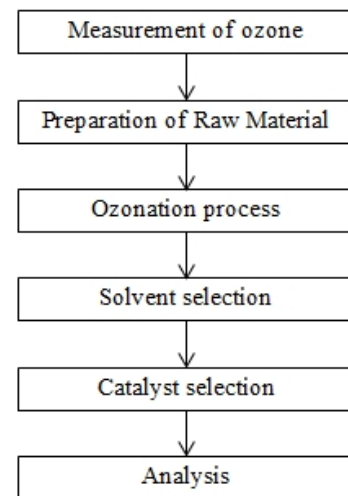 Measurement of ozone
Preparation of Raw Material
Ozonation process
Solvent selection
Catalyst selection
Analysis